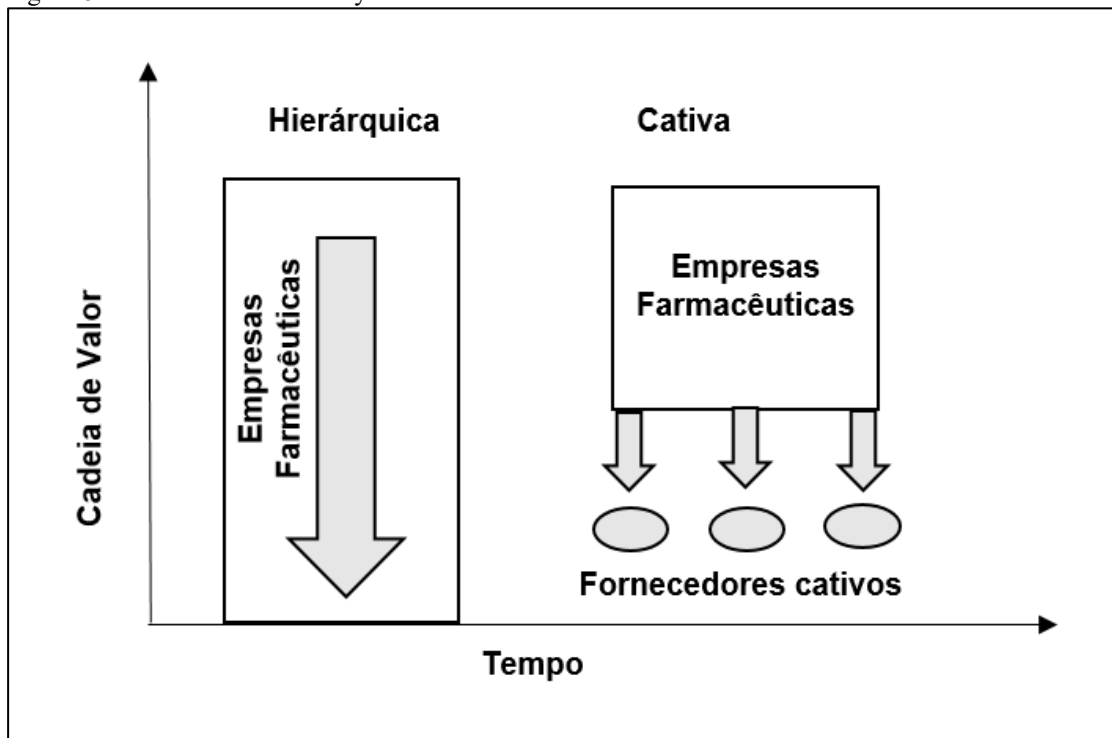 Hierárquica
Cativa
Cadeia de Valor
Empresas
Farmacêuticas
Empresas
Farmacêuticas
Fornecedores cativos
Tempo